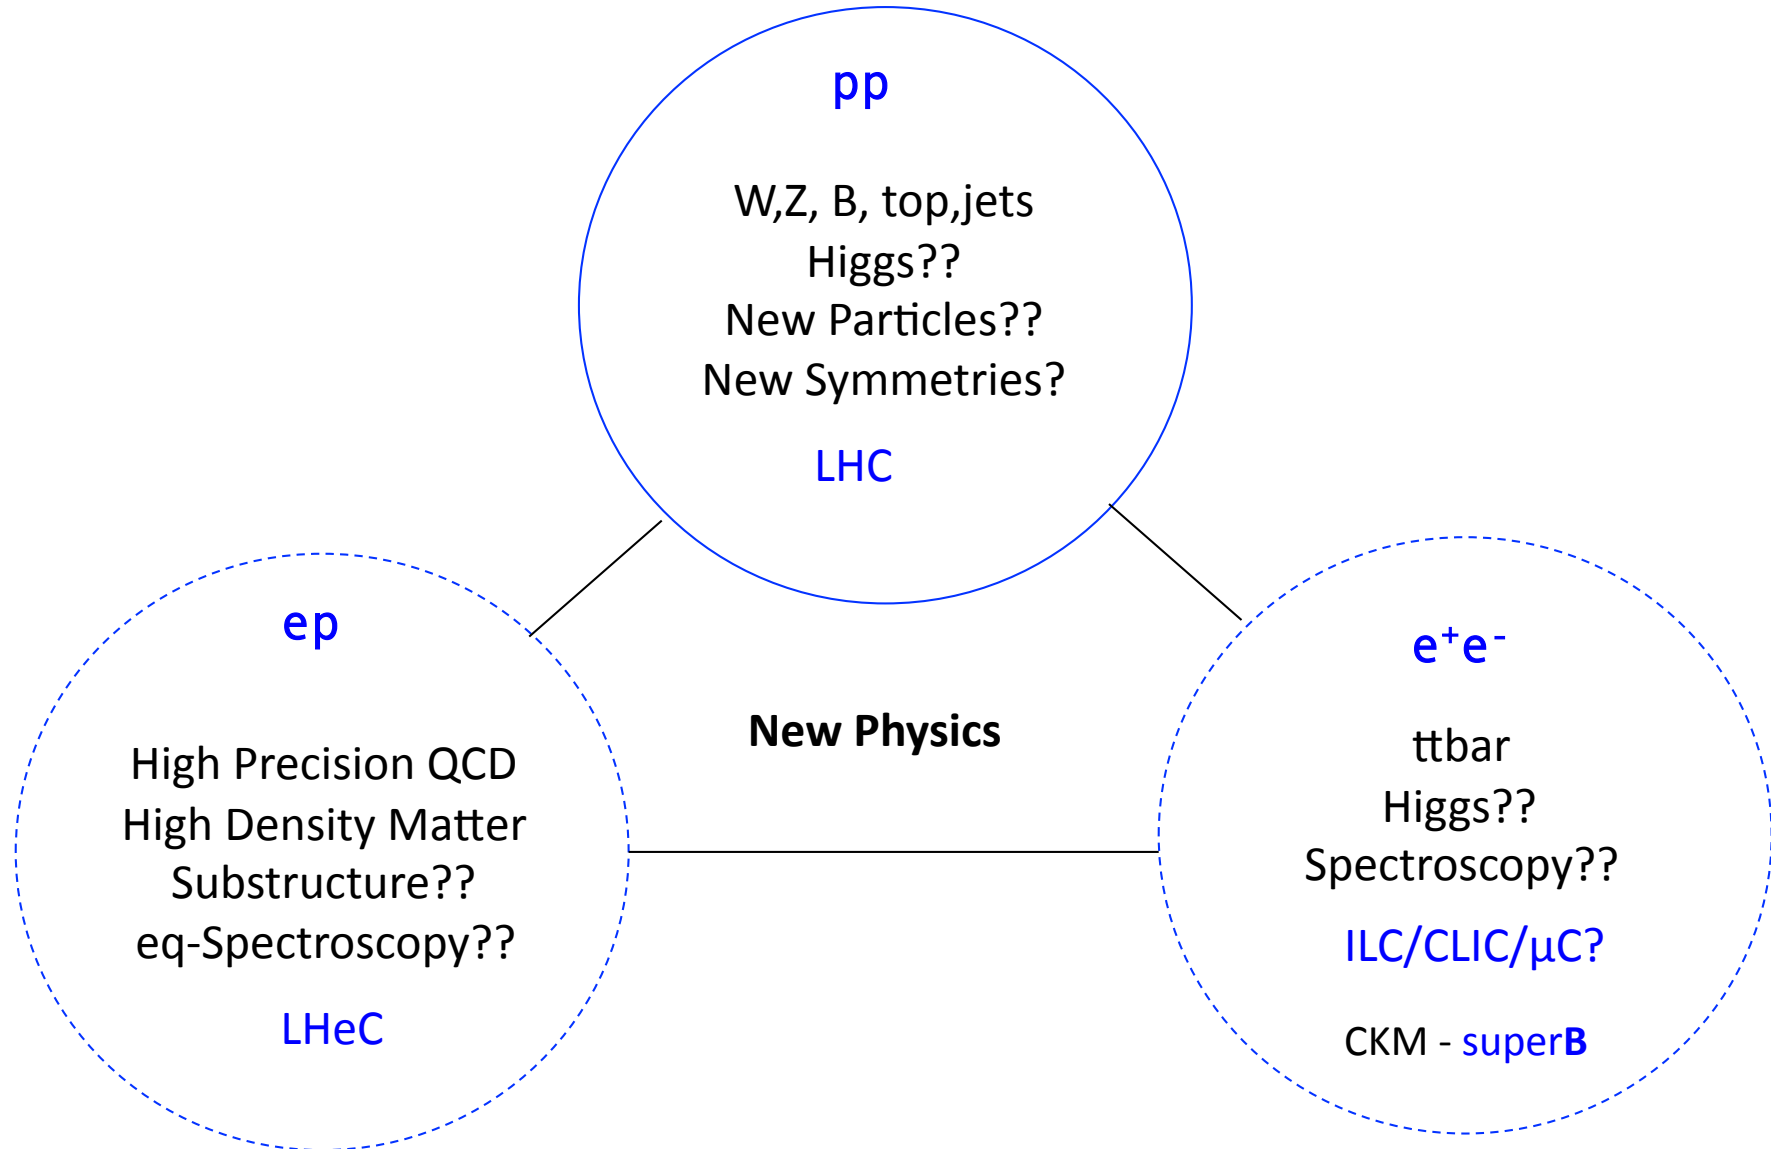 pp
W,Z, B, top,jets
Higgs??
New Particles??
New Symmetries?
LHC
ep
High Precision QCD
High Density Matter
Substructure??
eq-Spectroscopy??
LHeC
New Physics
e⁺e⁻
ttbar
Higgs??
Spectroscopy??
ILC/CLIC/μC?
CKM - superB